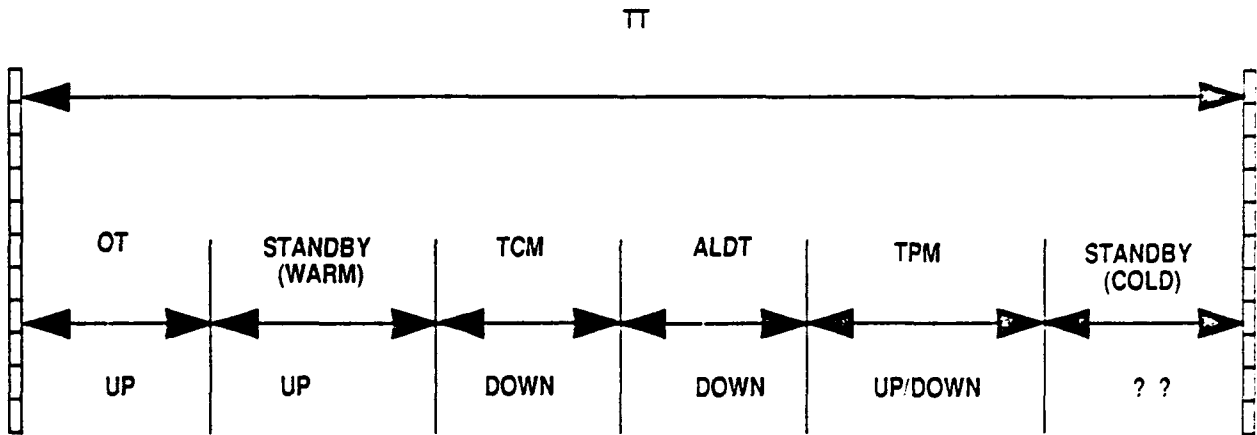 TT
OT
STANDBY
(WARM)
TCM
ALDT
TPM
STANDBY
(COLD)
UP
UP
DOWN
DOWN
UP/DOWN
? ?